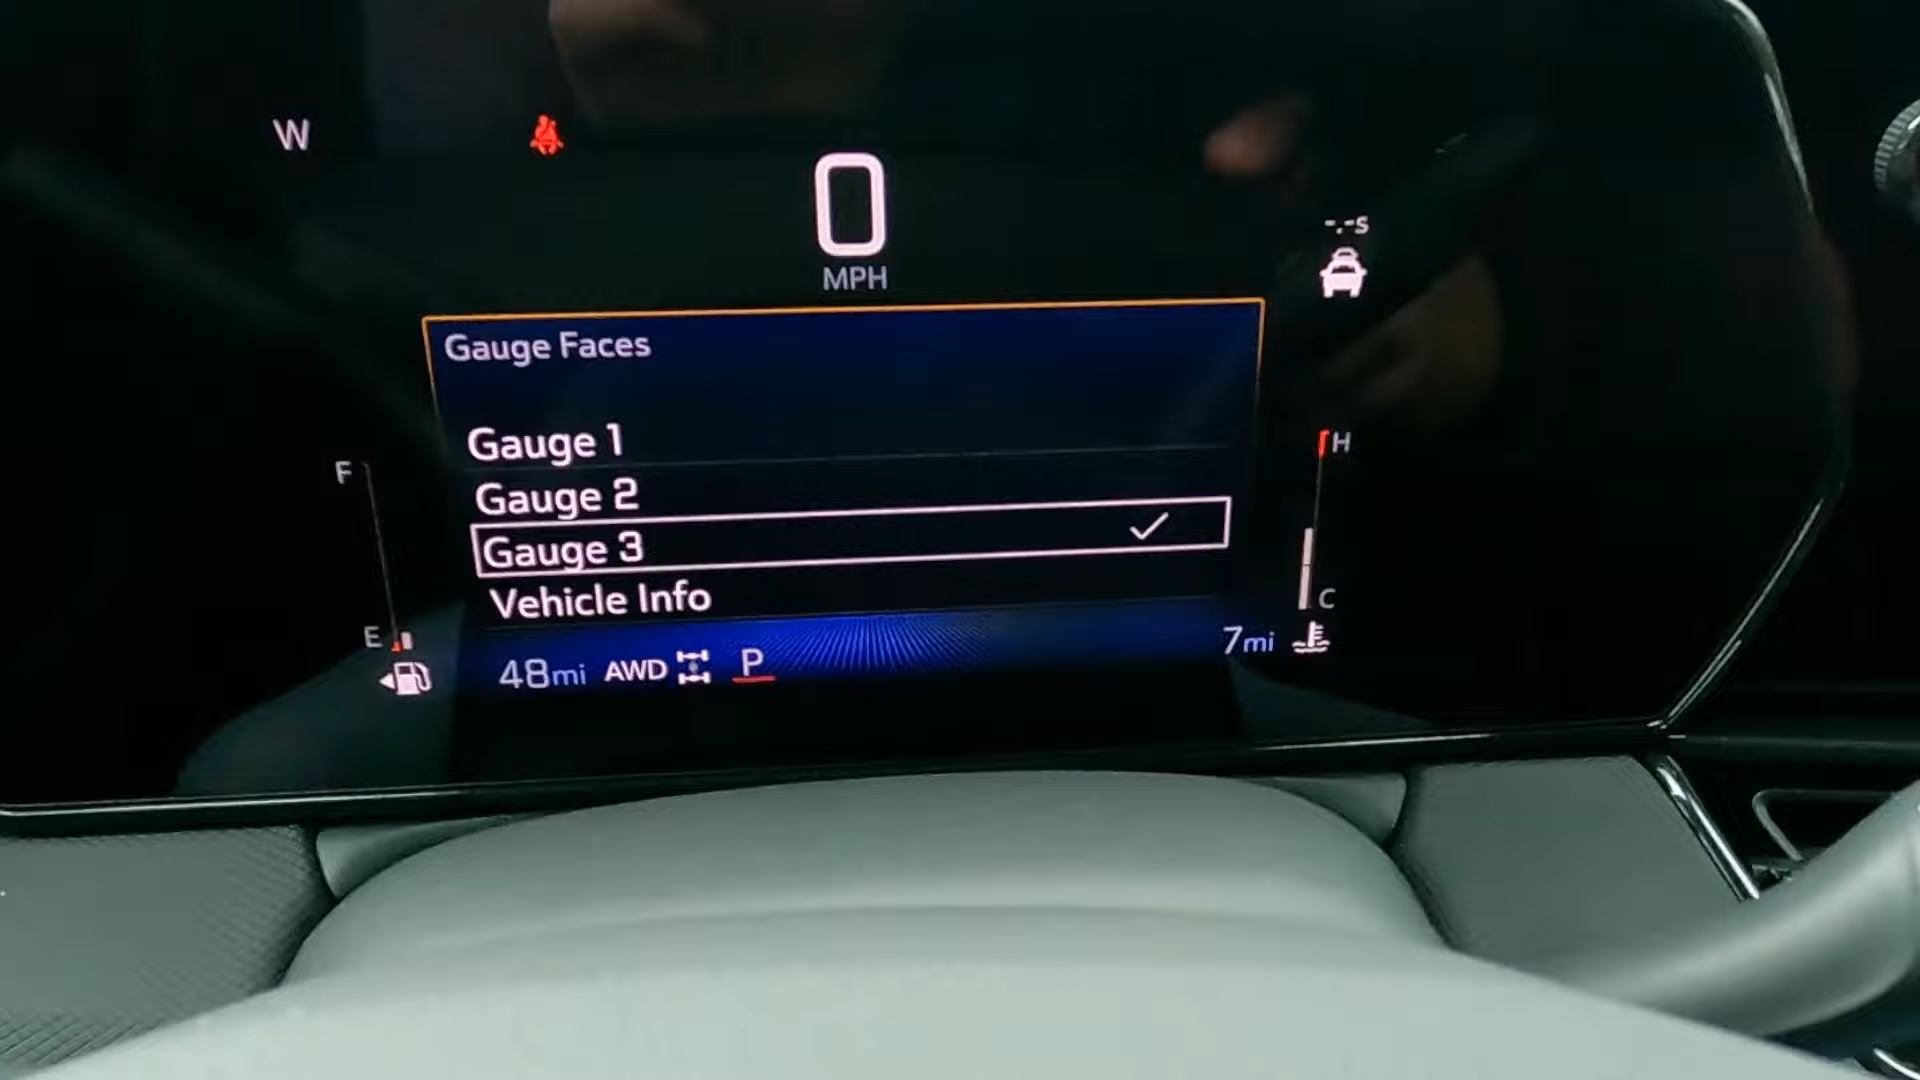 W
0
MPH
-.-s
Gauge Faces
Gauge 1
Gauge 2
Gauge 3
Vehicle Info
F
E
H
C
48mi AWD P
7mi